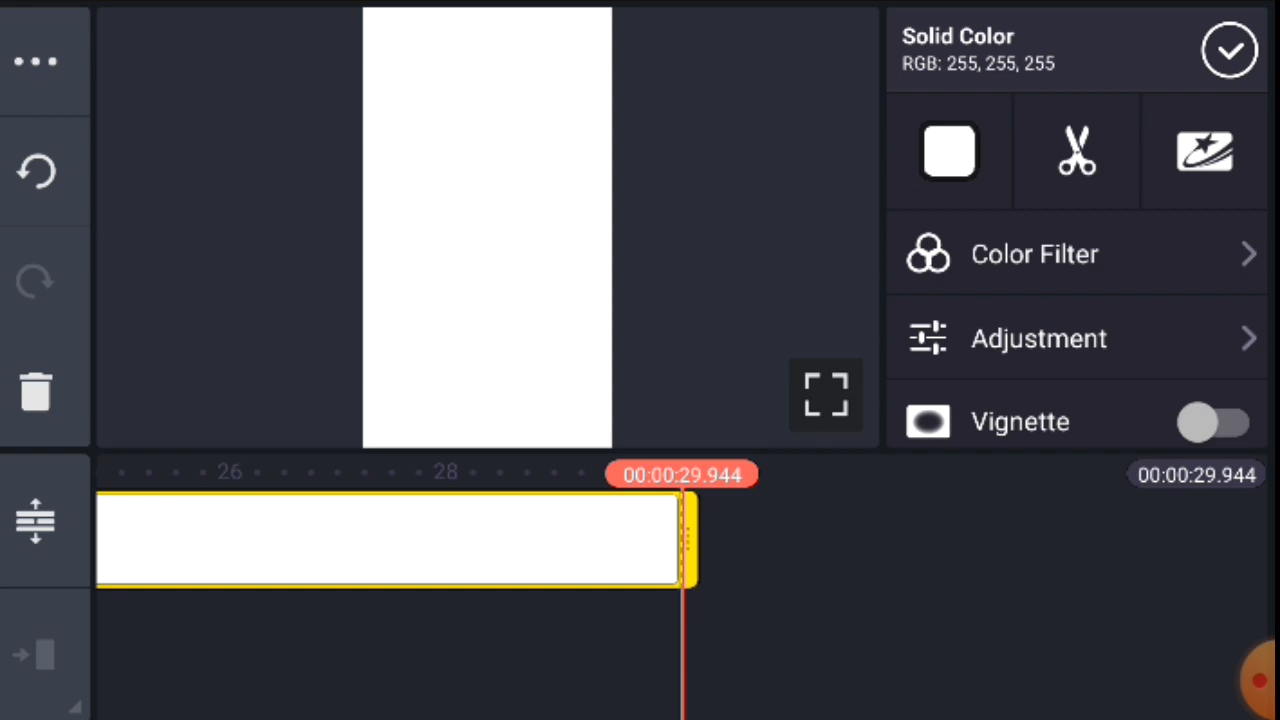 Solid Color
RGB: 255, 255, 255
Color Filter
Adjustment
Vignette
26
28
00:00:29.944
00:00:29.944